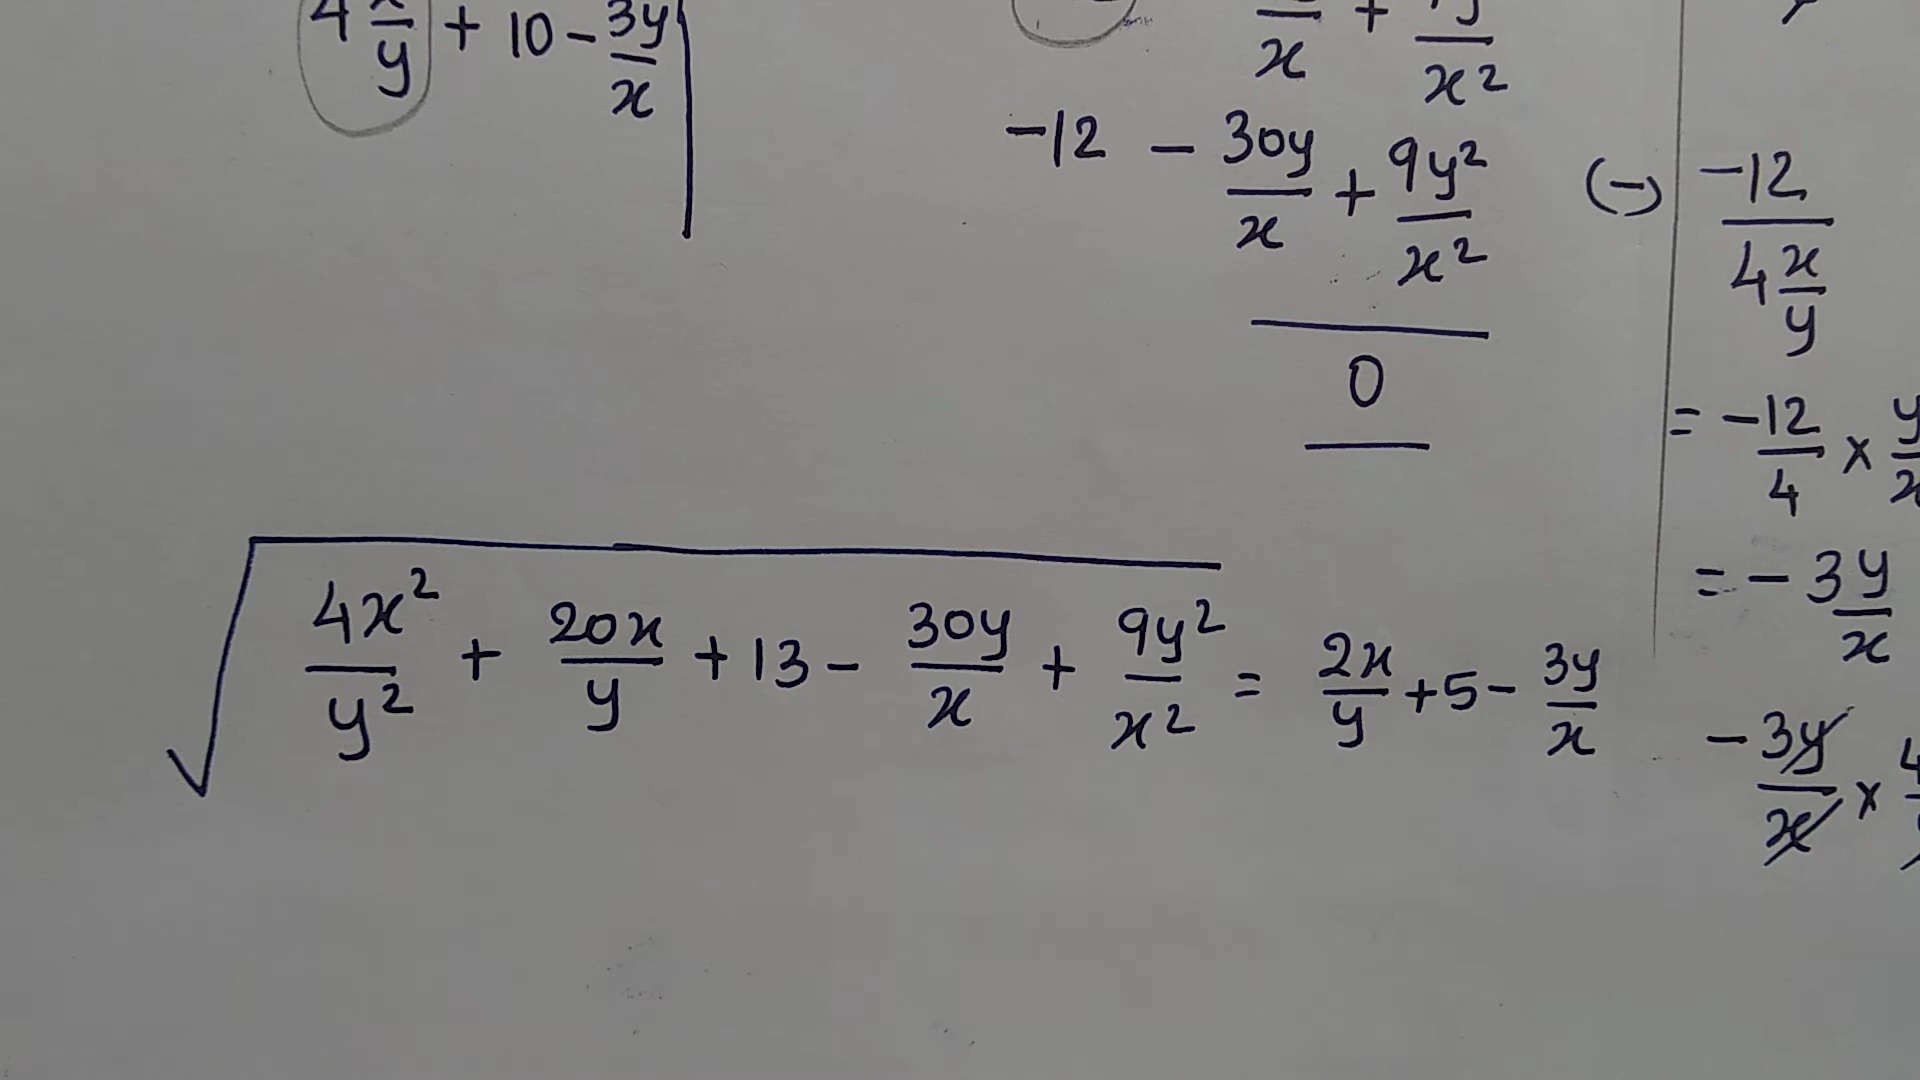 4x/y + 10 - 3y/x
x + x²
-12 - 30y/x + 9y²/x² (-)
0
-12/(4x/y)
= -12/4 × y/x
= -3y/x
√(4x²/y² + 20x/y + 13 - 30y/x + 9y²/x²) = 2x/y + 5 - 3y/x
-3y/x × 4